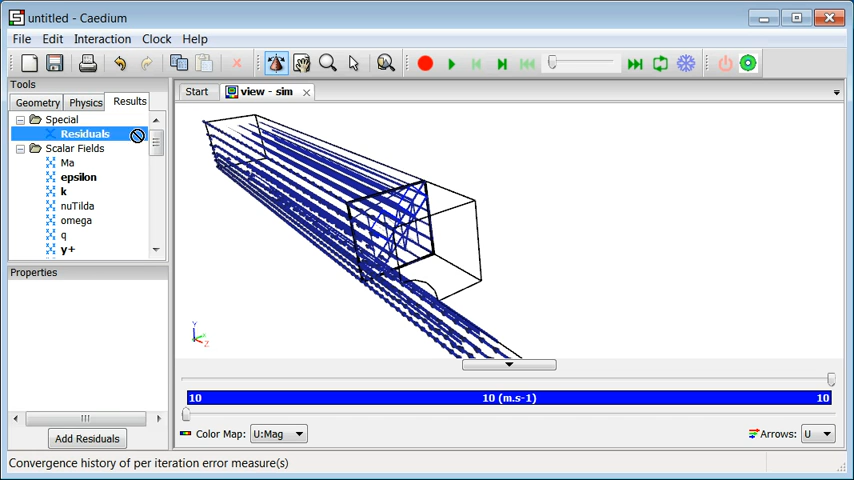 untitled - Caedium
File Edit Interaction Clock Help
Tools
Geometry Physics Results
Special
Residuals
Scalar Fields
Ma
epsilon
k
nuTilda
omega
q
y+
Properties
Add Residuals
Start view - sim
Y
X
Z
10 10 (m.s-1) 10
Color Map: U:Mag
Arrows: U
Convergence history of per iteration error measure(s)